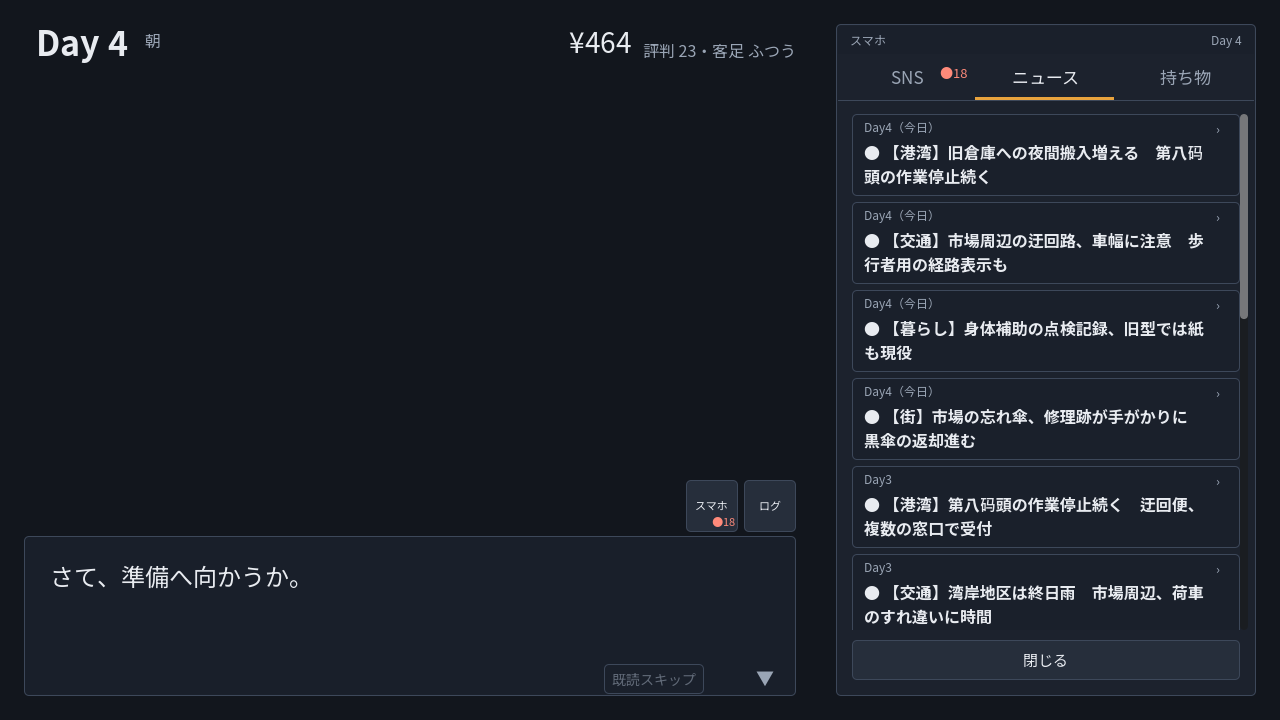 Day 4 朝
¥464 評判 23・客足 ふつう
スマホ
●18
ログ
さて、準備へ向かうか。
既読スキップ
▼
スマホ Day 4
SNS ●18 ニュース 持ち物
Day4（今日） ›
● 【港湾】旧倉庫への夜間搬入増える　第八码
頭の作業停止続く
Day4（今日） ›
● 【交通】市場周辺の迂回路、車幅に注意　歩
行者用の経路表示も
Day4（今日） ›
● 【暮らし】身体補助の点検記録、旧型では紙
も現役
Day4（今日） ›
● 【街】市場の忘れ傘、修理跡が手がかりに
黒傘の返却進む
Day3 ›
● 【港湾】第八码頭の作業停止続く　迂回便、
複数の窓口で受付
Day3 ›
● 【交通】湾岸地区は終日雨　市場周辺、荷車
のすれ違いに時間
閉じる